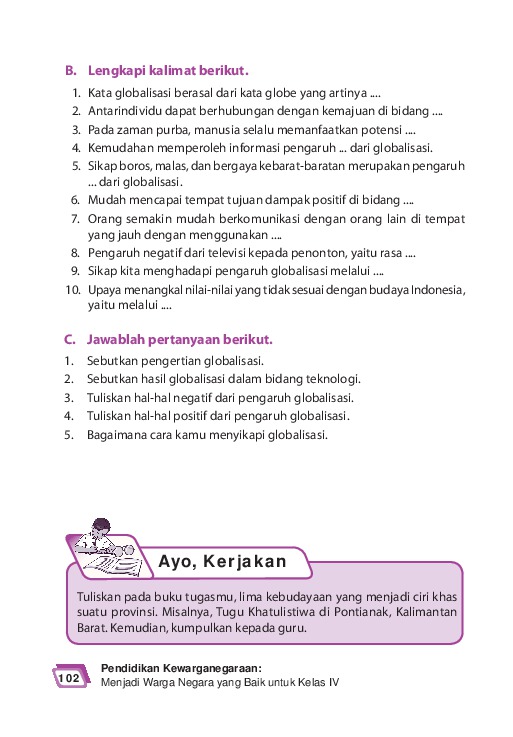 B. Lengkapi kalimat berikut.
1. Kata globalisasi berasal dari kata globe yang artinya ....
2. Antarindividu dapat berhubungan dengan kemajuan di bidang ....
3. Pada zaman purba, manusia selalu memanfaatkan potensi ....
4. Kemudahan memperoleh informasi pengaruh ... dari globalisasi.
5. Sikap boros, malas, dan bergaya kebarat-baratan merupakan pengaruh
... dari globalisasi.
6. Mudah mencapai tempat tujuan dampak positif di bidang ....
7. Orang semakin mudah berkomunikasi dengan orang lain di tempat
yang jauh dengan menggunakan ....
8. Pengaruh negatif dari televisi kepada penonton, yaitu rasa ....
9. Sikap kita menghadapi pengaruh globalisasi melalui ....
10. Upaya menangkal nilai-nilai yang tidak sesuai dengan budaya Indonesia,
yaitu melalui ....
C. Jawablah pertanyaan berikut.
1. Sebutkan pengertian globalisasi.
2. Sebutkan hasil globalisasi dalam bidang teknologi.
3. Tuliskan hal-hal negatif dari pengaruh globalisasi.
4. Tuliskan hal-hal positif dari pengaruh globalisasi.
5. Bagaimana cara kamu menyikapi globalisasi.
Ayo, Kerjakan
Tuliskan pada buku tugasmu, lima kebudayaan yang menjadi ciri khas
suatu provinsi. Misalnya, Tugu Khatulistiwa di Pontianak, Kalimantan
Barat. Kemudian, kumpulkan kepada guru.
102
Pendidikan Kewarganegaraan:
Menjadi Warga Negara yang Baik untuk Kelas IV